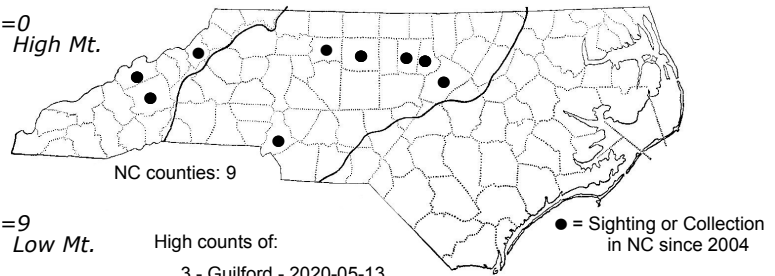 =0
High Mt.
NC counties: 9
=9
Low Mt.
High counts of:
3 - Guilford - 2020-05-13
● = Sighting or Collection
in NC since 2004